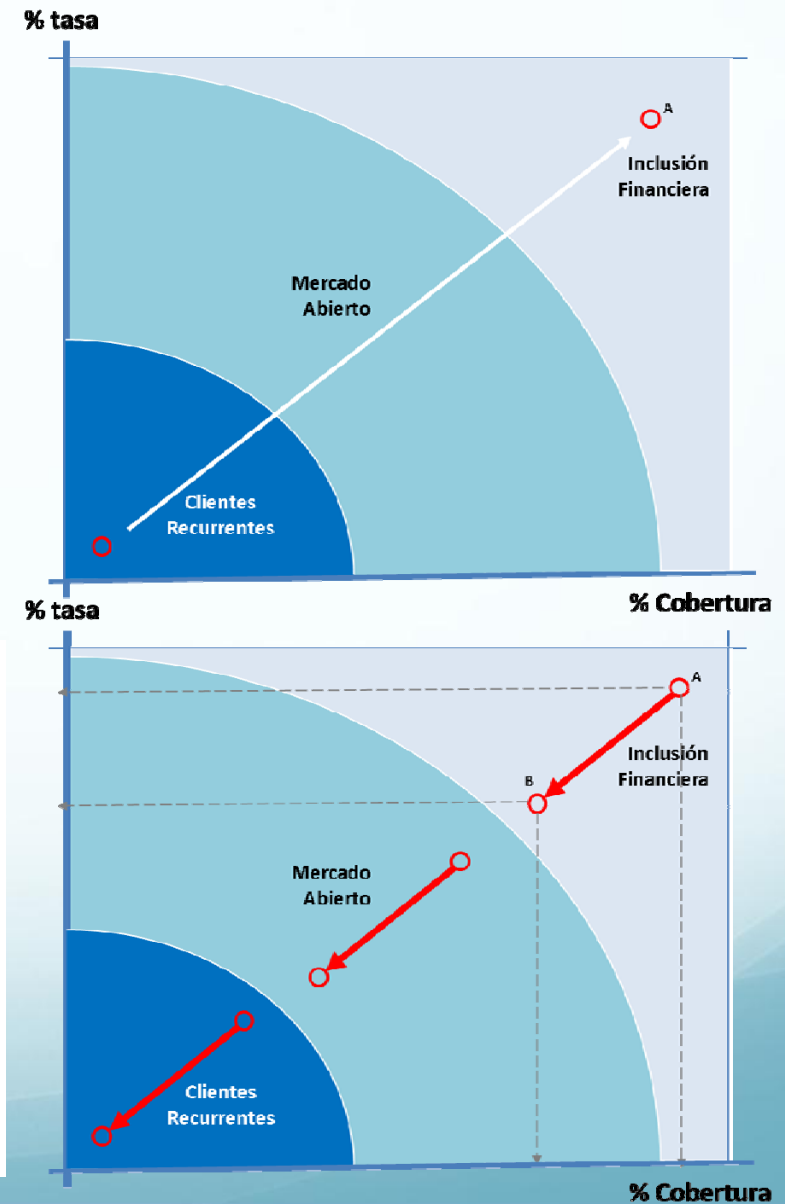 % tasa
A
Inclusión
Financiera
Mercado
Abierto
Clientes
Recurrentes
% Cobertura
% tasa
A
Inclusión
Financiera
B
Mercado
Abierto
Clientes
Recurrentes
% Cobertura